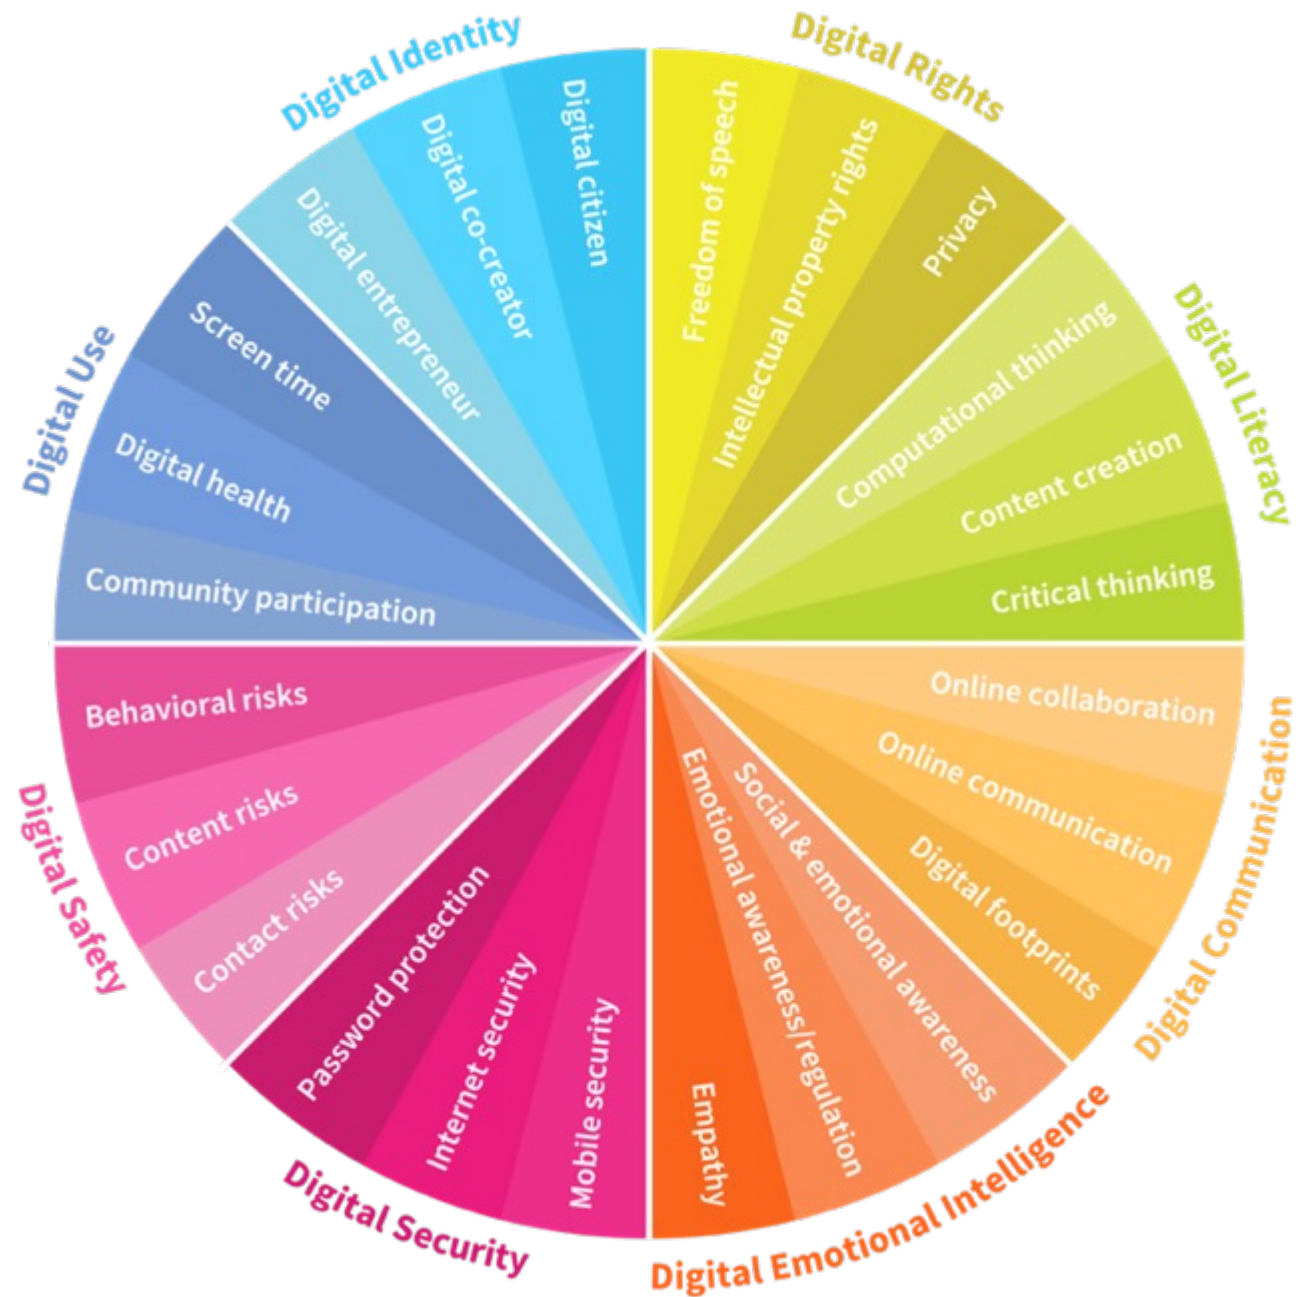 Digital Rights
Freedom of speech
Intellectual property rights
Privacy
Digital Literacy
Computational thinking
Content creation
Critical thinking
Digital Communication
Online collaboration
Online communication
Digital footprints
Digital Emotional Intelligence
Social & emotional awareness
Emotional awareness/regulation
Empathy
Digital Security
Mobile security
Internet security
Password protection
Digital Safety
Contact risks
Content risks
Behavioral risks
Digital Use
Community participation
Digital health
Screen time
Digital Identity
Digital entrepreneur
Digital co-creator
Digital citizen